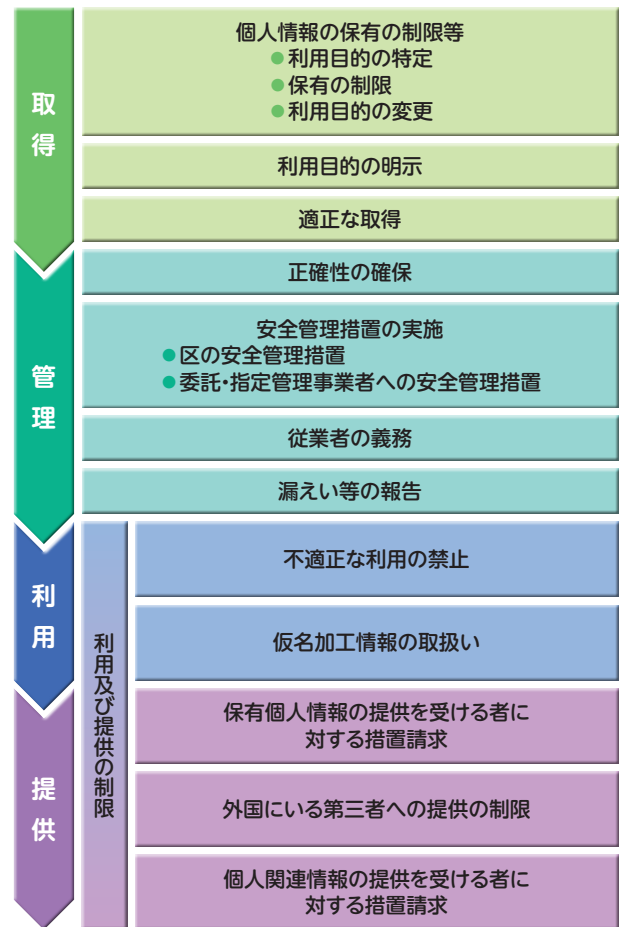 取得
個人情報の保有の制限等
●利用目的の特定
●保有の制限
●利用目的の変更
利用目的の明示
適正な取得
管理
正確性の確保
安全管理措置の実施
●区の安全管理措置
●委託・指定管理事業者への安全管理措置
従業者の義務
漏えい等の報告
利用
利用及び提供の制限
不適正な利用の禁止
仮名加工情報の取扱い
提供
保有個人情報の提供を受ける者に
対する措置請求
外国にいる第三者への提供の制限
個人関連情報の提供を受ける者に
対する措置請求